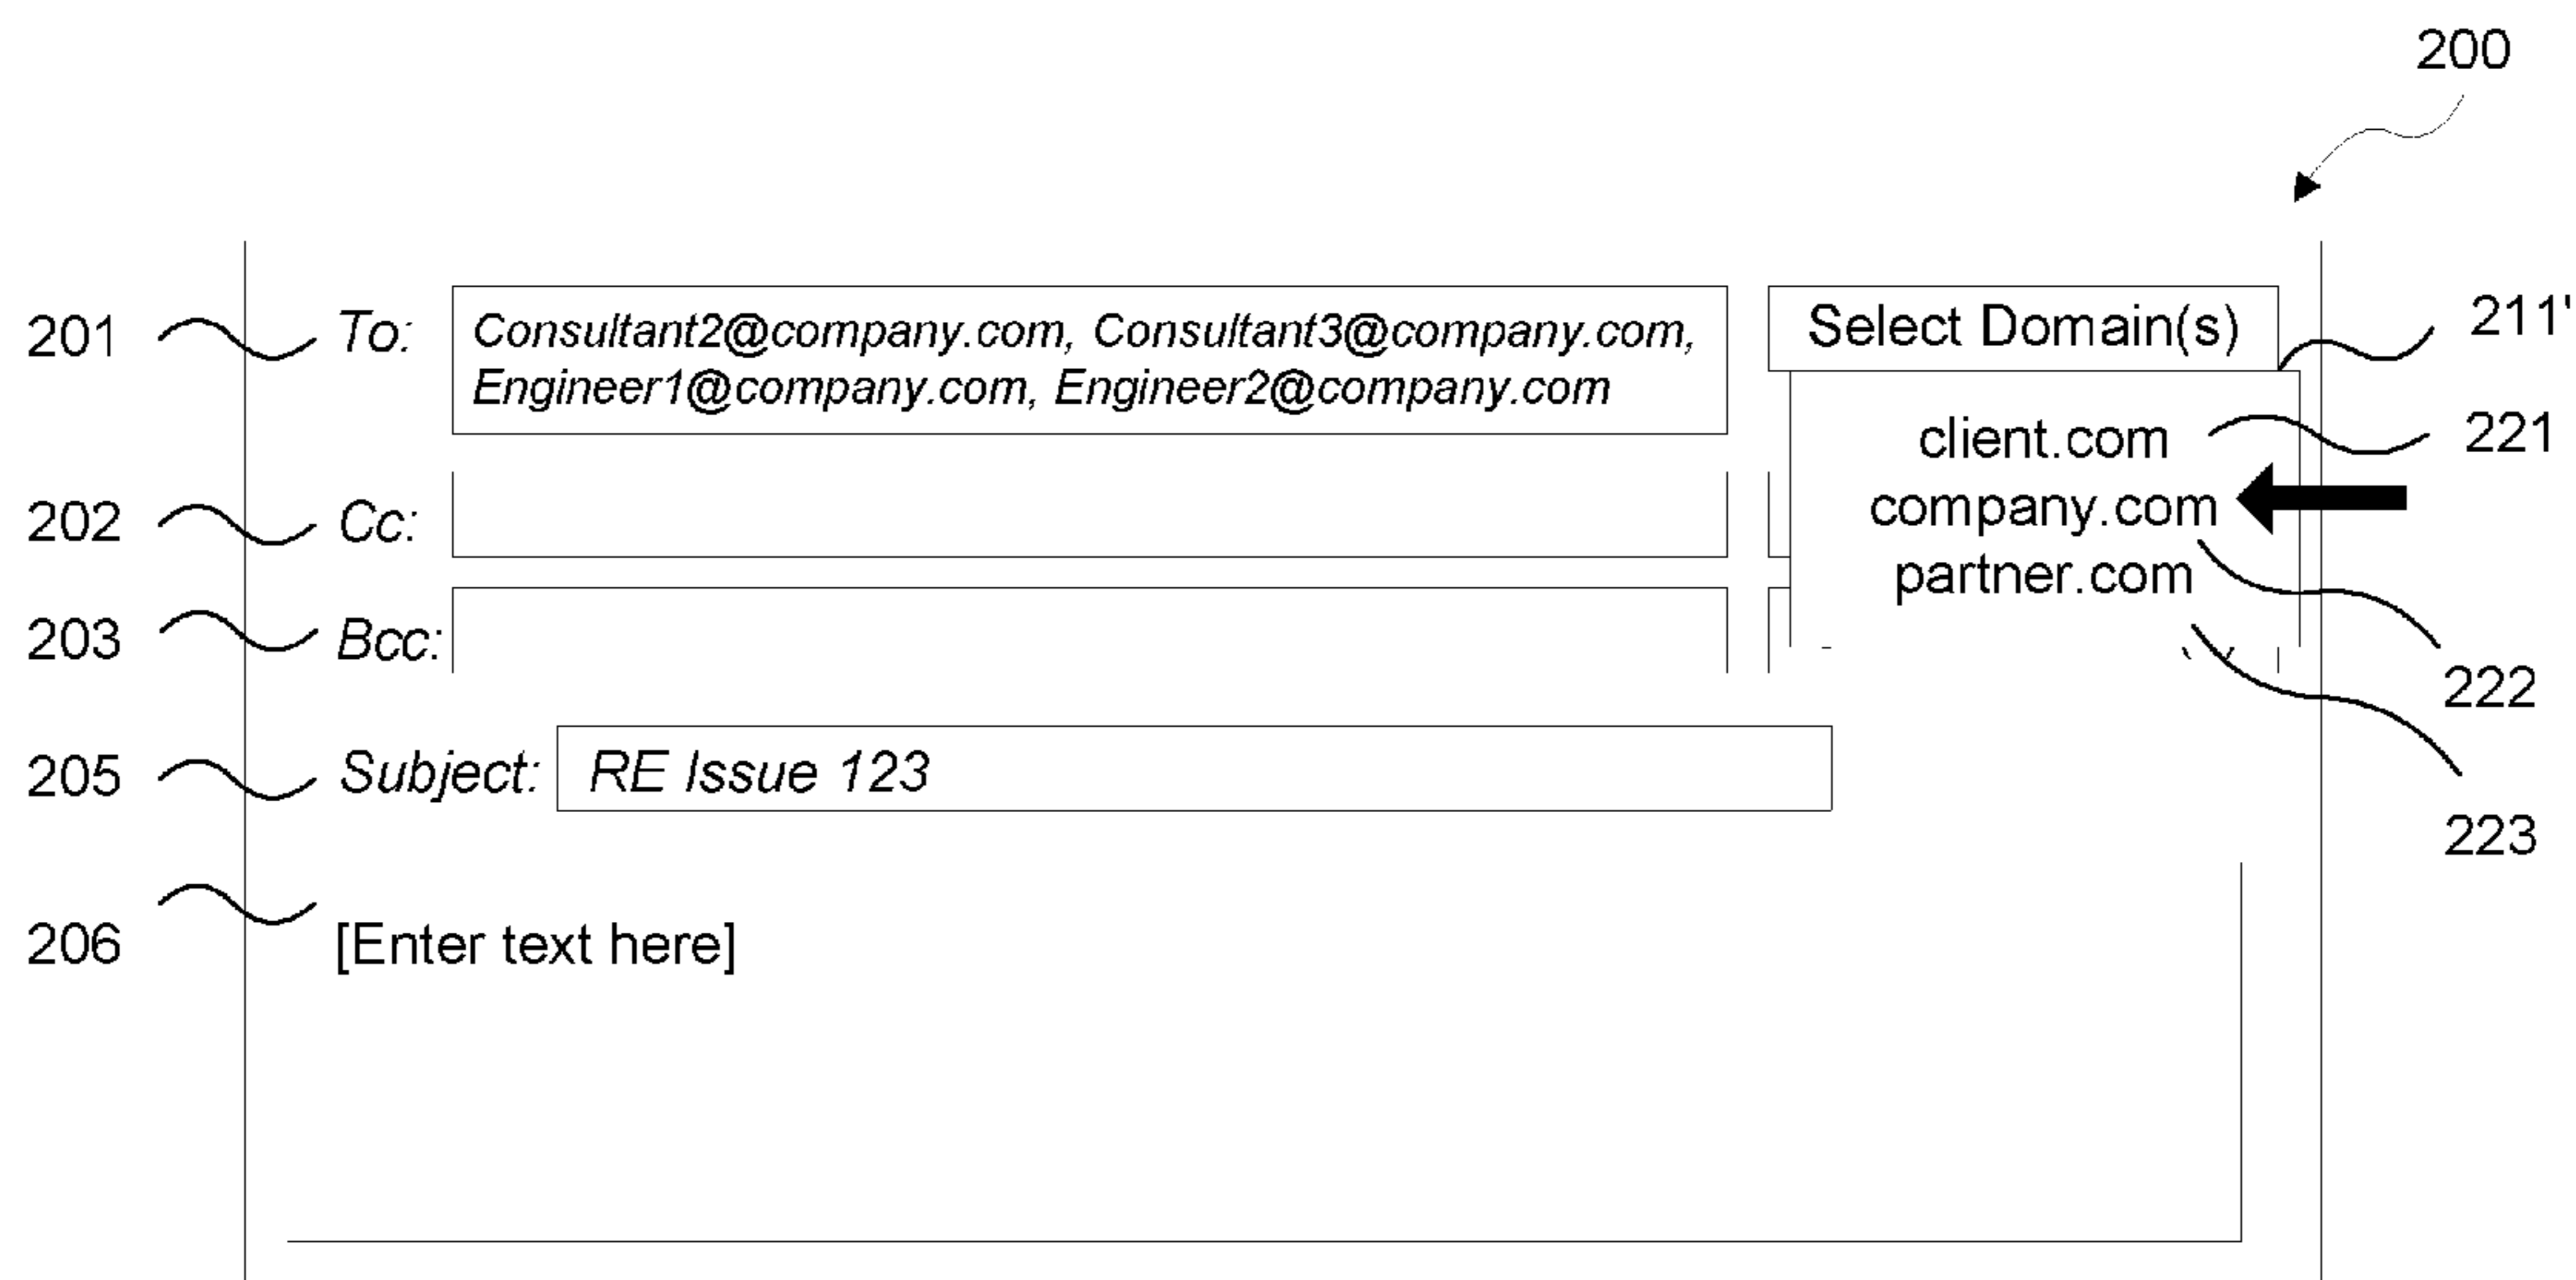 200
201 To: Consultant2@company.com, Consultant3@company.com, Select Domain(s) 211'
Engineer1@company.com, Engineer2@company.com
client.com 221
202 Cc: company.com
partner.com
203 Bcc:
222
205 Subject: RE Issue 123
223
206 [Enter text here]